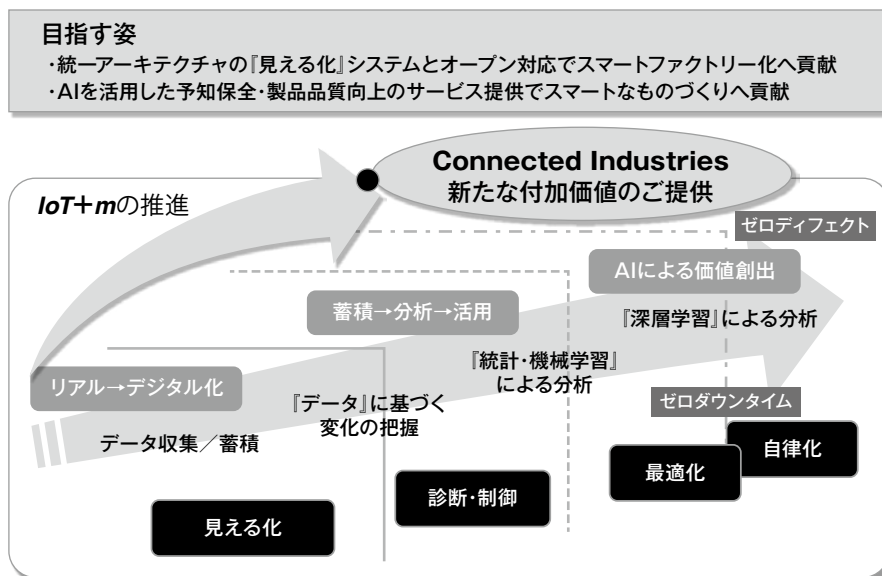 目指す姿
・統一アーキテクチャの『見える化』システムとオープン対応でスマートファクトリー化へ貢献
・AIを活用した予知保全・製品品質向上のサービス提供でスマートなものづくりへ貢献
Connected Industries
新たな付加価値のご提供
IoT+mの推進
ゼロディフェクト
AIによる価値創出
蓄積→分析→活用
『深層学習』による分析
『統計・機械学習』
による分析
リアル→デジタル化
『データ』に基づく
変化の把握
ゼロダウンタイム
データ収集／蓄積
自律化
最適化
診断・制御
見える化